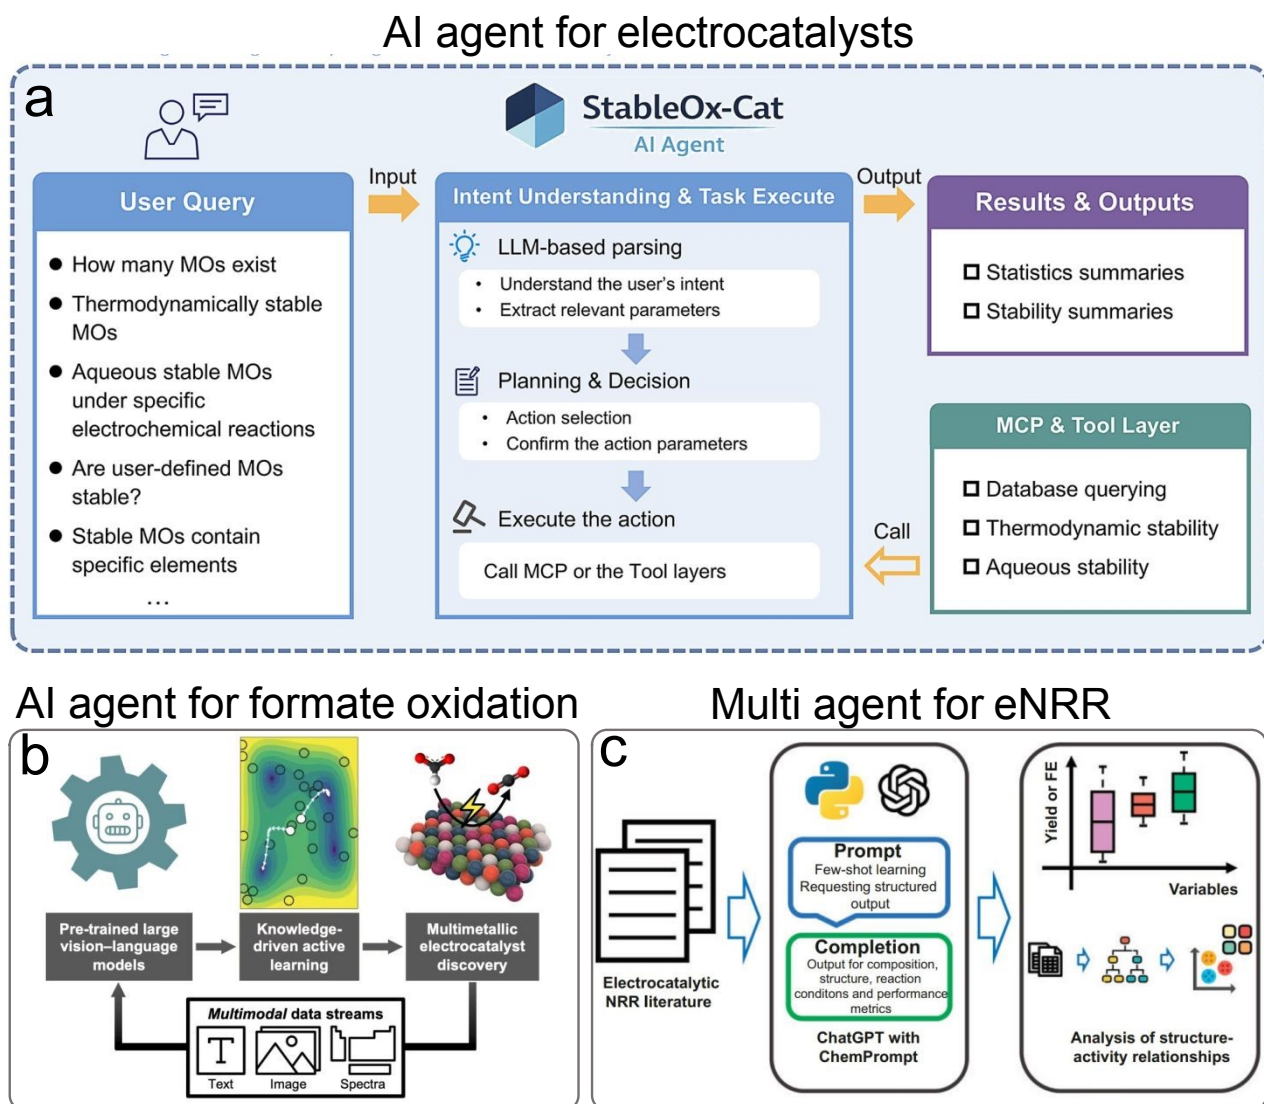 AI agent for electrocatalysts
a
StableOx-Cat
AI Agent
User Query
How many MOs exist
Thermodynamically stable
MOs
Aqueous stable MOs
under specific
electrochemical reactions
Are user-defined MOs
stable?
Stable MOs contain
specific elements
...
Input
Intent Understanding & Task Execute
LLM-based parsing
Understand the user's intent
Extract relevant parameters
Planning & Decision
Action selection
Confirm the action parameters
Execute the action
Call MCP or the Tool layers
Output
Results & Outputs
Statistics summaries
Stability summaries
MCP & Tool Layer
Database querying
Thermodynamic stability
Aqueous stability
Call
AI agent for formate oxidation
b
Pre-trained large
vision–language
models
Knowledge-
driven active
learning
Multimetallic
electrocatalyst
discovery
Multimodal data streams
T
Text
Image
Spectra
Multi agent for eNRR
c
Electrocatalytic
NRR literature
Prompt
Few-shot learning
Requesting structured
output
Completion
Output for composition,
structure, reaction
conditons and performance
metrics
ChatGPT with
ChemPrompt
Yield or FE
Variables
Analysis of structure-
activity relationships